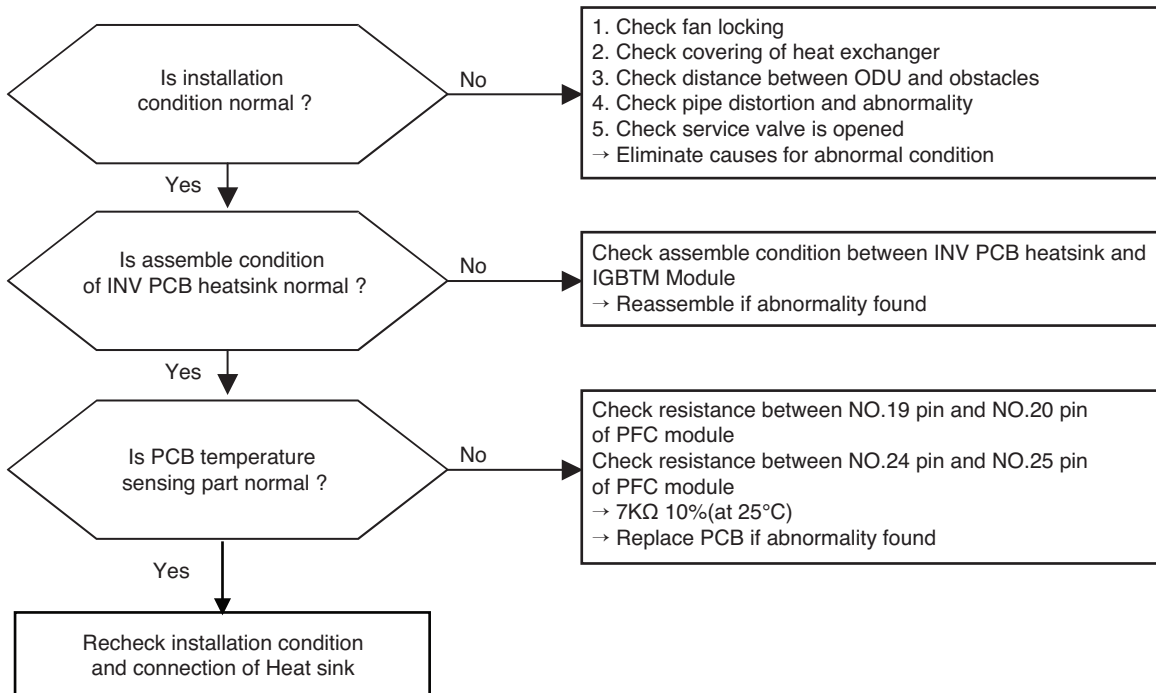 Is installation
condition normal ?
No
1. Check fan locking
2. Check covering of heat exchanger
3. Check distance between ODU and obstacles
4. Check pipe distortion and abnormality
5. Check service valve is opened
→ Eliminate causes for abnormal condition
Yes
Is assemble condition
of INV PCB heatsink normal ?
No
Check assemble condition between INV PCB heatsink and
IGBTM Module
→ Reassemble if abnormality found
Yes
Is PCB temperature
sensing part normal ?
No
Check resistance between NO.19 pin and NO.20 pin
of PFC module
Check resistance between NO.24 pin and NO.25 pin
of PFC module
→ 7KΩ 10%(at 25°C)
→ Replace PCB if abnormality found
Yes
Recheck installation condition
and connection of Heat sink